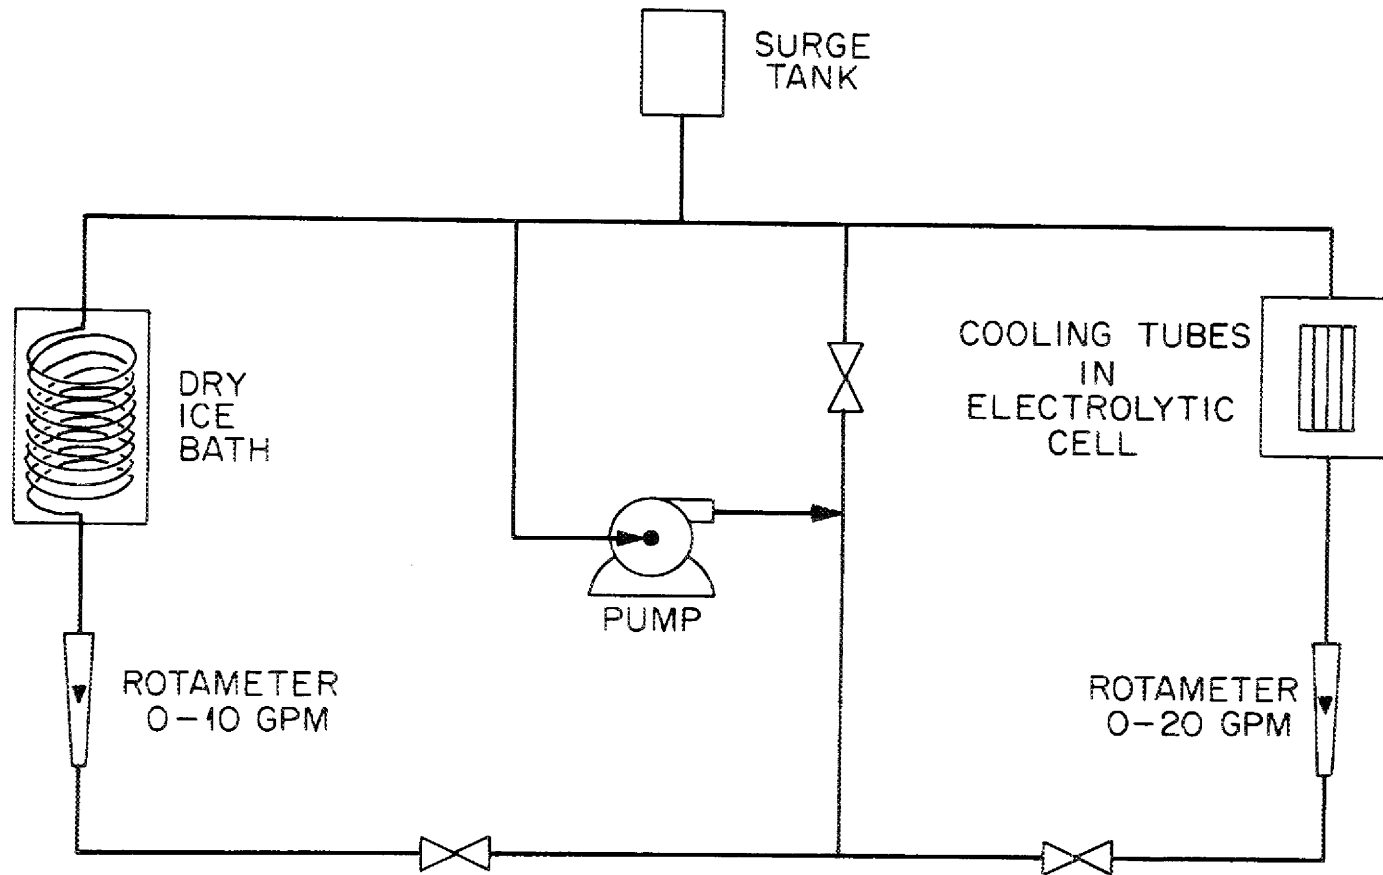 SURGE
TANK
DRY
ICE
BATH
COOLING TUBES
IN
ELECTROLYTIC
CELL
PUMP
ROTAMETER
0-10 GPM
ROTAMETER
0-20 GPM